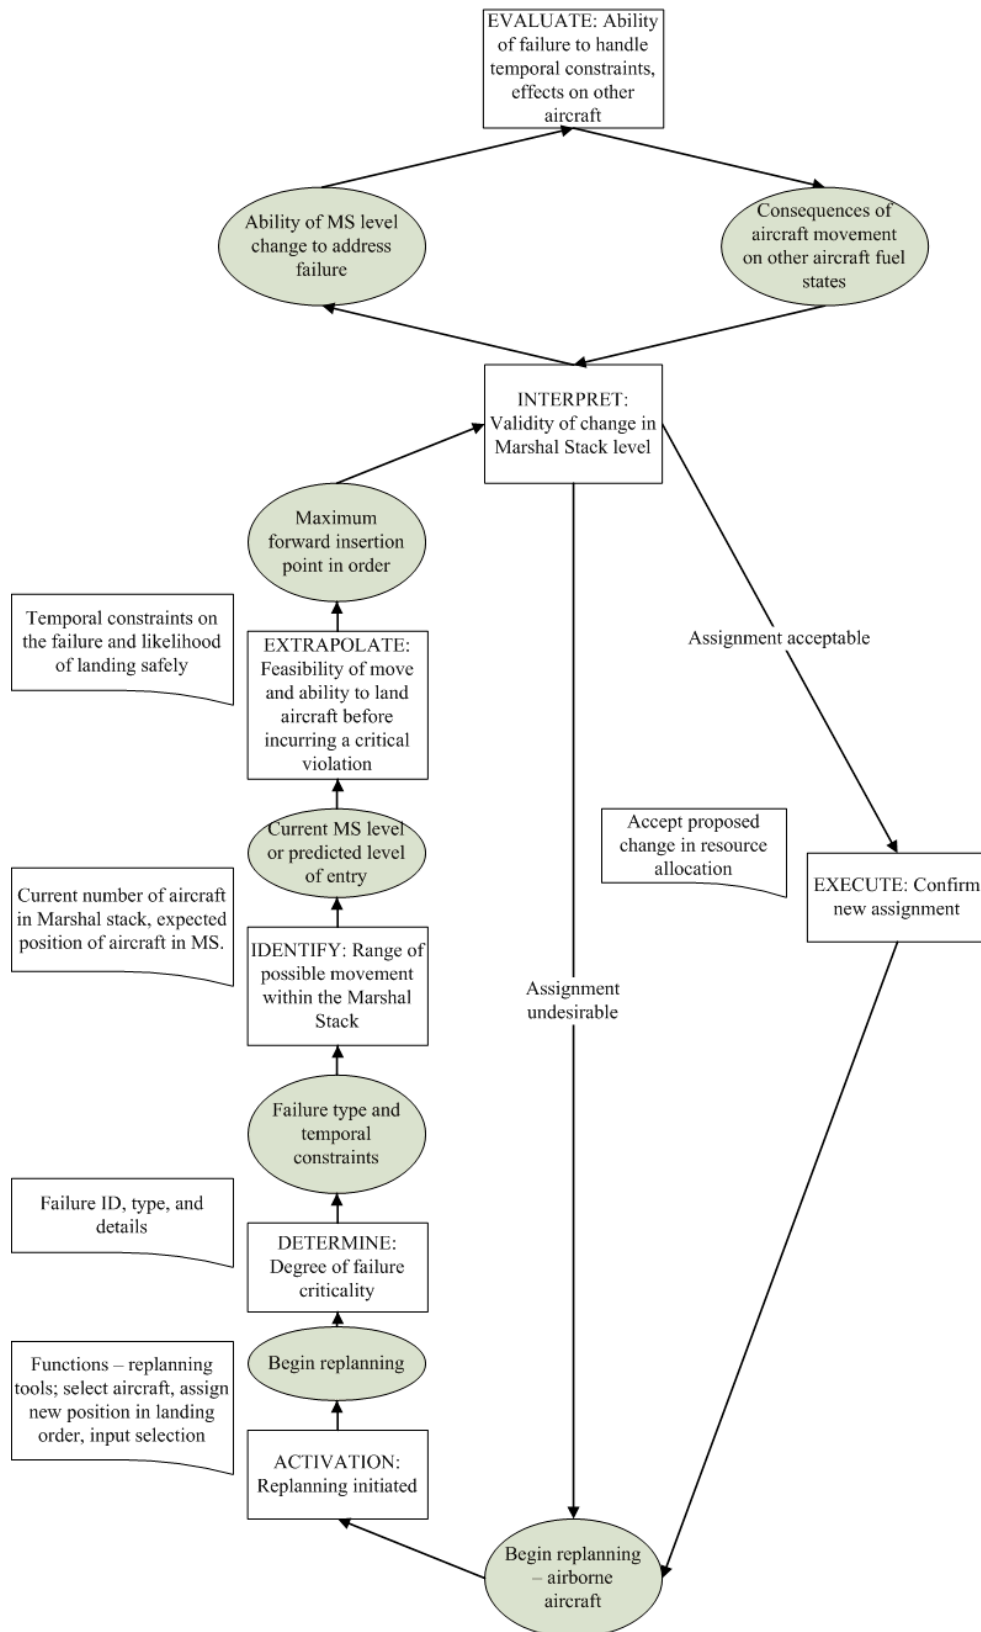 EVALUATE: Ability
of failure to handle
temporal constraints,
effects on other
aircraft
Ability of MS level
change to address
failure
Consequences of
aircraft movement
on other aircraft fuel
states
INTERPRET:
Validity of change in
Marshal Stack level
Maximum
forward insertion
point in order
Temporal constraints on
the failure and likelihood
of landing safely
EXTRAPOLATE:
Feasibility of move
and ability to land
aircraft before
incurring a critical
violation
Assignment acceptable
Current MS level
or predicted level
of entry
Accept proposed
change in resource
allocation
EXECUTE: Confirm
new assignment
Current number of aircraft
in Marshal stack, expected
position of aircraft in MS.
IDENTIFY: Range of
possible movement
within the Marshal
Stack
Assignment
undesirable
Failure type and
temporal
constraints
Failure ID, type, and
details
DETERMINE:
Degree of failure
criticality
Begin replanning
Functions – replanning
tools; select aircraft, assign
new position in landing
order, input selection
ACTIVATION:
Replanning initiated
Begin replanning
– airborne
aircraft